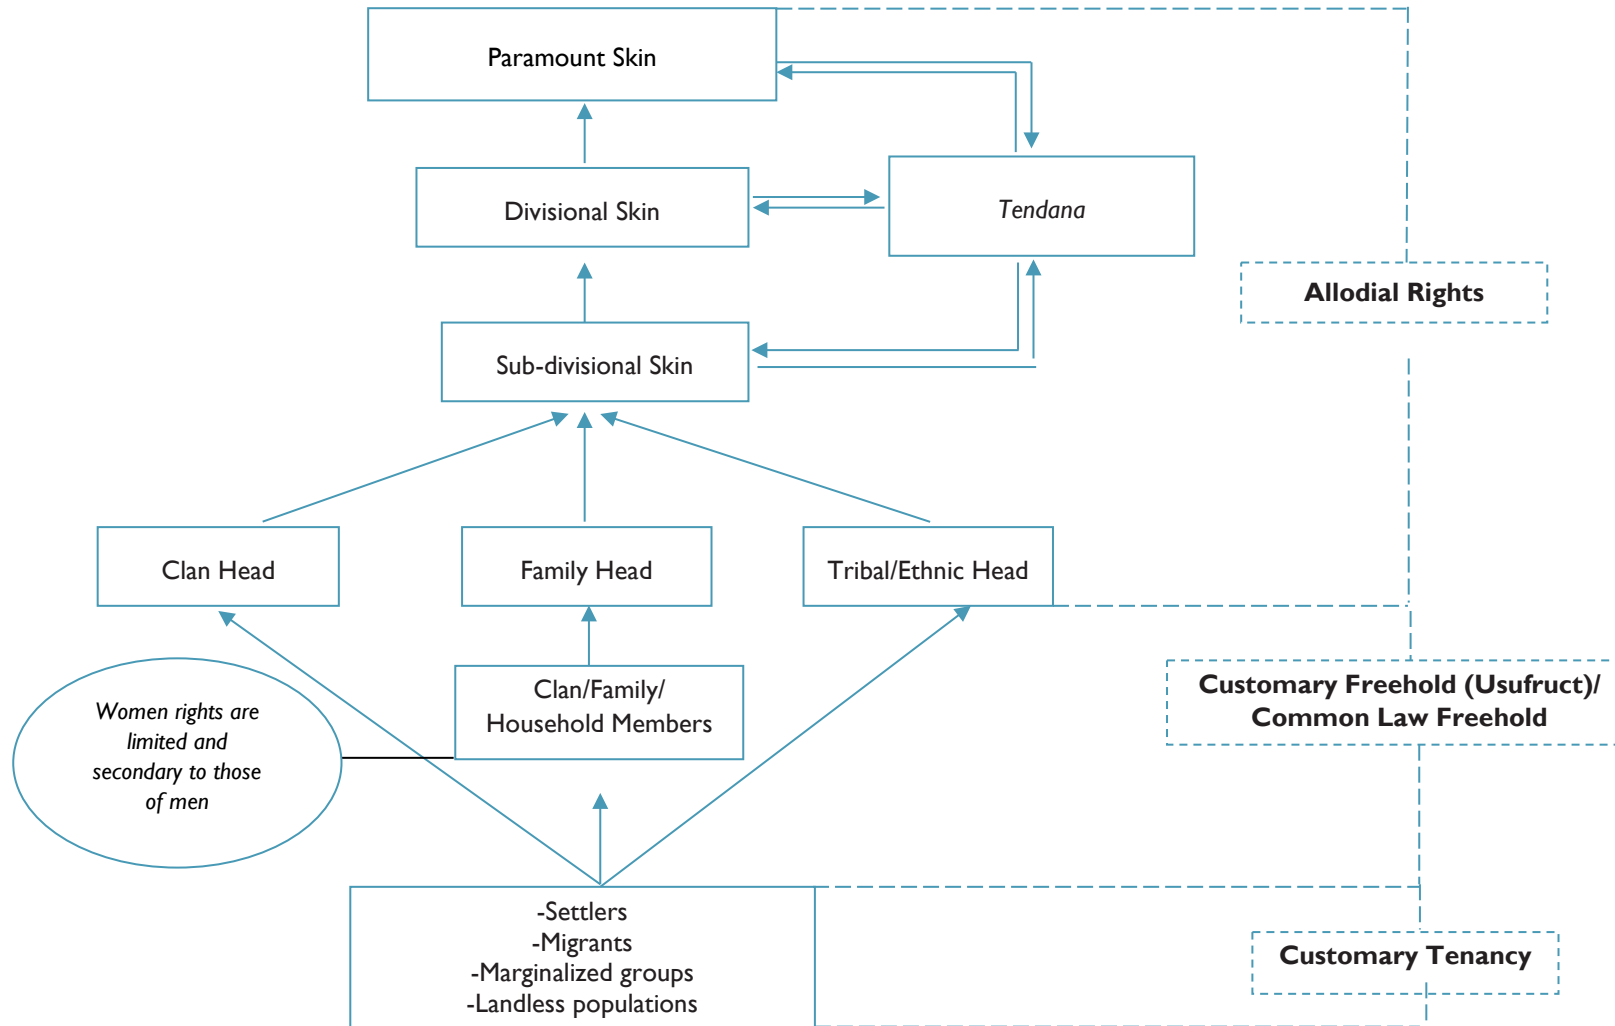 Paramount Skin
Divisional Skin
Tendana
Allodial Rights
Sub-divisional Skin
Clan Head
Family Head
Tribal/Ethnic Head
Women rights are
limited and
secondary to those
of men
Clan/Family/
Household Members
Customary Freehold (Usufruct)/
Common Law Freehold
-Settlers
-Migrants
-Marginalized groups
-Landless populations
Customary Tenancy